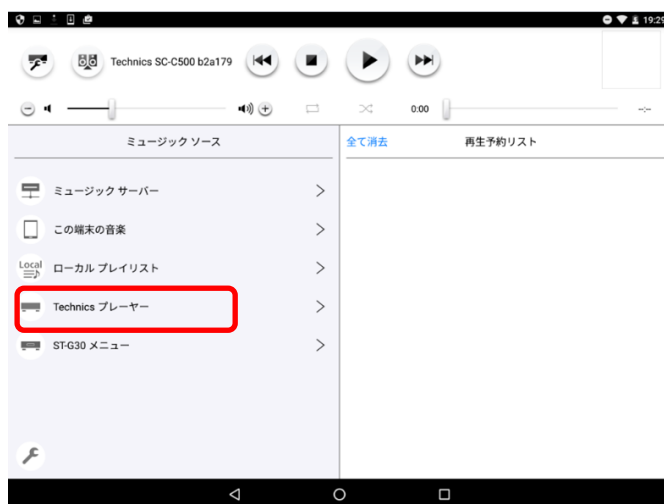 19:29
Technics SC-C500 b2a179
0:00
--:--
ミュージック ソース
全て消去
再生予約リスト
ミュージック サーバー
この端末の音楽
Local
ローカル プレイリスト
Technics プレーヤー
ST-G30 メニュー